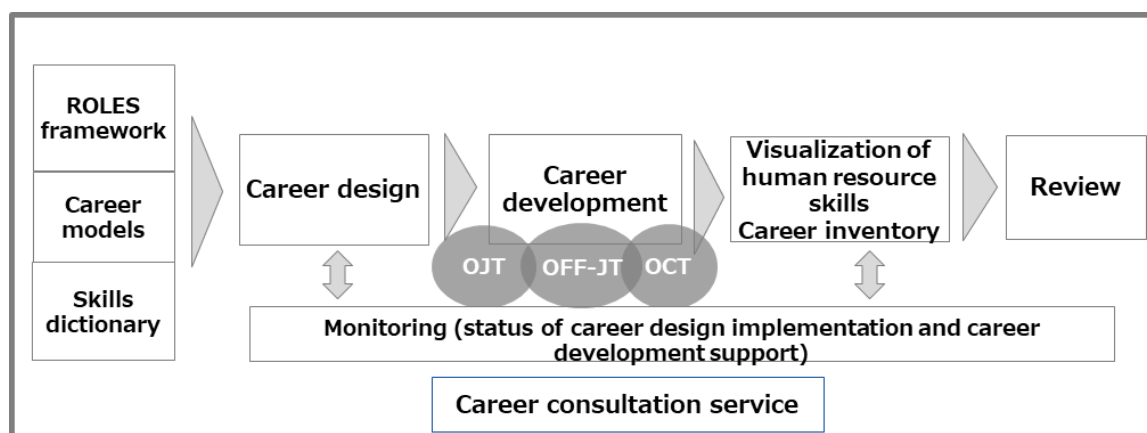 ROLES
framework
Career
models
Skills
dictionary
Career design
Career
development
OJT
OFF-JT
OCT
Visualization of
human resource
skills
Career inventory
Review
Monitoring (status of career design implementation and career
development support)
Career consultation service